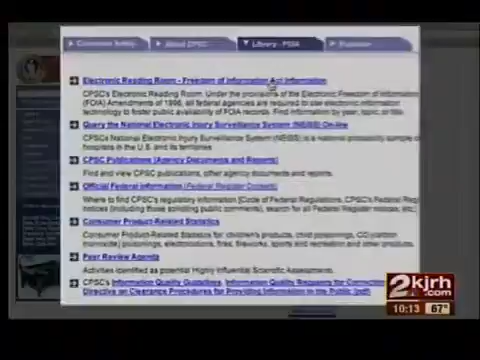 Consumer Safety
About CPSC
Library - FOIA
Electronic Reading Room - Freedom of Information Act Information
CPSC's Electronic Reading Room. Under the provisions of the Electronic Freedom of Information
(FOIA) Amendments of 1996, all federal agencies are required to use electronic information
technology to foster public availability of FOIA records. Find information by year, topic, or
Query the National Electronic Injury Surveillance System (NEISS) On-line
CPSC's National Electronic Injury Surveillance System (NEISS) is a national probability sample of
hospitals in the U.S. and its territories.
CPSC Publications (Agency Documents and Reports)
Find and view CPSC publications, other agency documents and reports.
Official Federal Information (Federal Register Content)
Where to find CPSC's regulatory information (Code of Federal Regulations, CPSC's Federal Reg
notices (including those soliciting public comments), search for all Federal Register notices, etc.)
Consumer Product-Related Statistics
Consumer Product-Related Statistics for children's products, child poisonings, CO (carbon
monoxide) poisonings, electrocutions, fires, fireworks, sports and recreation and other products.
Peer Review Agenda
Activities identified as potential Highly Influential Scientific Assessments.
CPSC's Information Quality Guidelines, Information Quality Requests for Correction
Directive on Clearance Procedures for Providing Information to the Public (pdf)
2kjrh
.com
10:13 67°